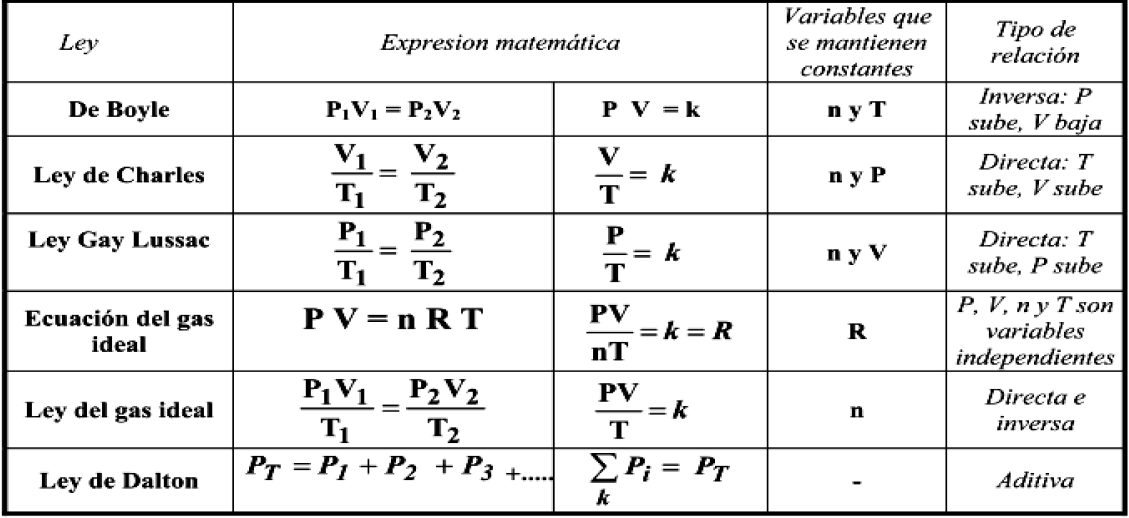 Ley
Expresion matemática
Variables que
se mantienen
constantes
Tipo de
relación
De Boyle
P₁V₁ = P₂V₂
P V = k
n y T
Inversa: P
sube, V baja
Ley de Charles
V₁/T₁ = V₂/T₂
V/T = k
n y P
Directa: T
sube, V sube
Ley Gay Lussac
P₁/T₁ = P₂/T₂
P/T = k
n y V
Directa: T
sube, P sube
Ecuación del gas
ideal
P V = n R T
PV/nT = k = R
R
P, V, n y T son
variables
independientes
Ley del gas ideal
P₁V₁/T₁ = P₂V₂/T₂
PV/T = k
n
Directa e
inversa
Ley de Dalton
P_T = P₁ + P₂ + P₃ +.....
∑ₖ Pᵢ = P_T
-
Aditiva